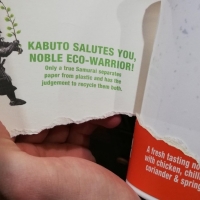 KABUTO SALUTES YOU,
NOBLE ECO-WARRIOR!
Only a true Samurai separates
paper from plastic and has the
judgement to recycle them both.
A fresh tasting no
with chicken, chilli
coriander & spring